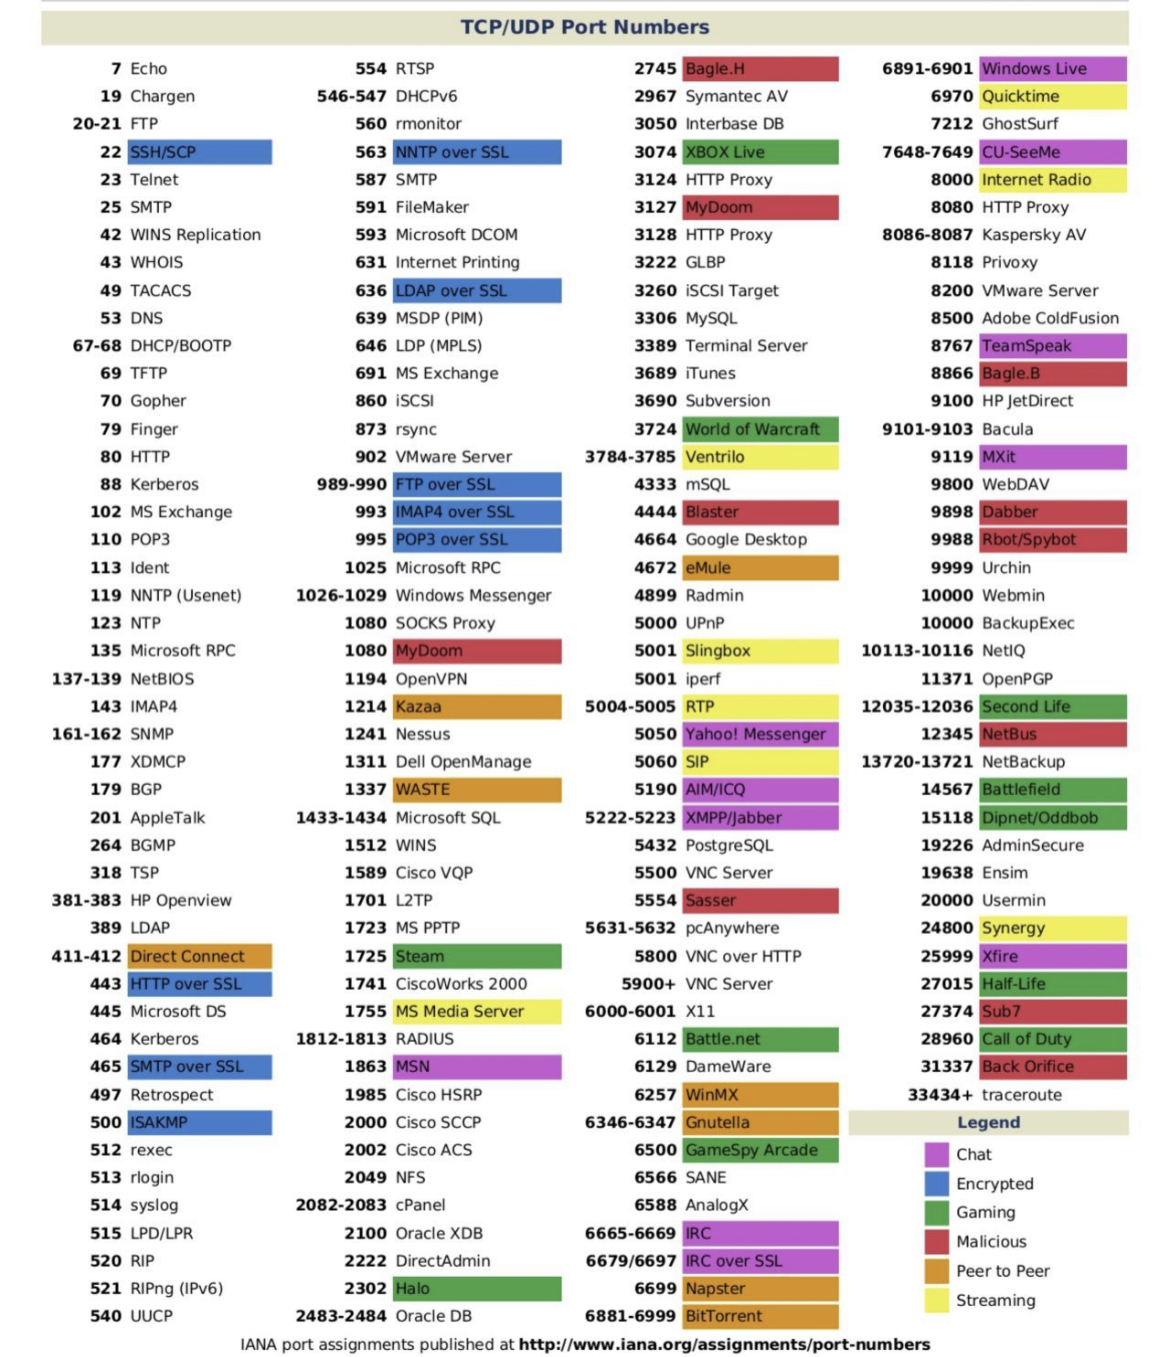 TCP/UDP Port Numbers
7 Echo
19 Chargen
20-21 FTP
22 SSH/SCP
23 Telnet
25 SMTP
42 WINS Replication
43 WHOIS
49 TACACS
53 DNS
67-68 DHCP/BOOTP
69 TFTP
70 Gopher
79 Finger
80 HTTP
88 Kerberos
102 MS Exchange
110 POP3
113 Ident
119 NNTP (Usenet)
123 NTP
135 Microsoft RPC
137-139 NetBIOS
143 IMAP4
161-162 SNMP
177 XDMCP
179 BGP
201 AppleTalk
264 BGMP
318 TSP
381-383 HP Openview
389 LDAP
411-412 Direct Connect
443 HTTP over SSL
445 Microsoft DS
464 Kerberos
465 SMTP over SSL
497 Retrospect
500 ISAKMP
512 rexec
513 rlogin
514 syslog
515 LPD/LPR
520 RIP
521 RIPng (IPv6)
540 UUCP
554 RTSP
546-547 DHCPv6
560 rmonitor
563 NNTP over SSL
587 SMTP
591 FileMaker
593 Microsoft DCOM
631 Internet Printing
636 LDAP over SSL
639 MSDP (PIM)
646 LDP (MPLS)
691 MS Exchange
860 iSCSI
873 rsync
902 VMware Server
989-990 FTP over SSL
993 IMAP4 over SSL
995 POP3 over SSL
1025 Microsoft RPC
1026-1029 Windows Messenger
1080 SOCKS Proxy
1080 MyDoom
1194 OpenVPN
1214 Kazaa
1241 Nessus
1311 Dell OpenManage
1337 WASTE
1433-1434 Microsoft SQL
1512 WINS
1589 Cisco VQP
1701 L2TP
1723 MS PPTP
1725 Steam
1741 CiscoWorks 2000
1755 MS Media Server
1812-1813 RADIUS
1863 MSN
1985 Cisco HSRP
2000 Cisco SCCP
2002 Cisco ACS
2049 NFS
2082-2083 cPanel
2100 Oracle XDB
2222 DirectAdmin
2302 Halo
2483-2484 Oracle DB
2745 Bagle.H
2967 Symantec AV
3050 Interbase DB
3074 XBOX Live
3124 HTTP Proxy
3127 MyDoom
3128 HTTP Proxy
3222 GLBP
3260 iSCSI Target
3306 MySQL
3389 Terminal Server
3689 iTunes
3690 Subversion
3724 World of Warcraft
3784-3785 Ventrilo
4333 mSQL
4444 Blaster
4664 Google Desktop
4672 eMule
4899 Radmin
5000 UPnP
5001 Slingbox
5001 iperf
5004-5005 RTP
5050 Yahoo! Messenger
5060 SIP
5190 AIM/ICQ
5222-5223 XMPP/Jabber
5432 PostgreSQL
5500 VNC Server
5554 Sasser
5631-5632 pcAnywhere
5800 VNC over HTTP
5900+ VNC Server
6000-6001 X11
6112 Battle.net
6129 DameWare
6257 WinMX
6346-6347 Gnutella
6500 GameSpy Arcade
6566 SANE
6588 AnalogX
6665-6669 IRC
6679/6697 IRC over SSL
6699 Napster
6881-6999 BitTorrent
6891-6901 Windows Live
6970 Quicktime
7212 GhostSurf
7648-7649 CU-SeeMe
8000 Internet Radio
8080 HTTP Proxy
8086-8087 Kaspersky AV
8118 Privoxy
8200 VMware Server
8500 Adobe ColdFusion
8767 TeamSpeak
8866 Bagle.B
9100 HP JetDirect
9101-9103 Bacula
9119 MXit
9800 WebDAV
9898 Dabber
9988 Rbot/Spybot
9999 Urchin
10000 Webmin
10000 BackupExec
10113-10116 NetIQ
11371 OpenPGP
12035-12036 Second Life
12345 NetBus
13720-13721 NetBackup
14567 Battlefield
15118 Dipnet/Oddbob
19226 AdminSecure
19638 Ensim
20000 Usermin
24800 Synergy
25999 Xfire
27015 Half-Life
27374 Sub7
28960 Call of Duty
31337 Back Orifice
33434+ traceroute
Legend
Chat
Encrypted
Gaming
Malicious
Peer to Peer
Streaming
IANA port assignments published at http://www.iana.org/assignments/port-numbers